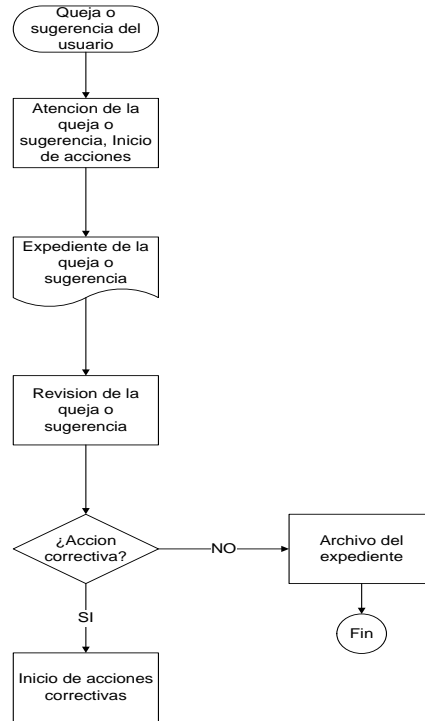 Queja o
sugerencia del
usuario
Atencion de la
queja o
sugerencia, Inicio
de acciones
Expediente de la
queja o
sugerencia
Revision de la
queja o
sugerencia
¿Accion
correctiva?
NO
Archivo del
expediente
Fin
SI
Inicio de acciones
correctivas